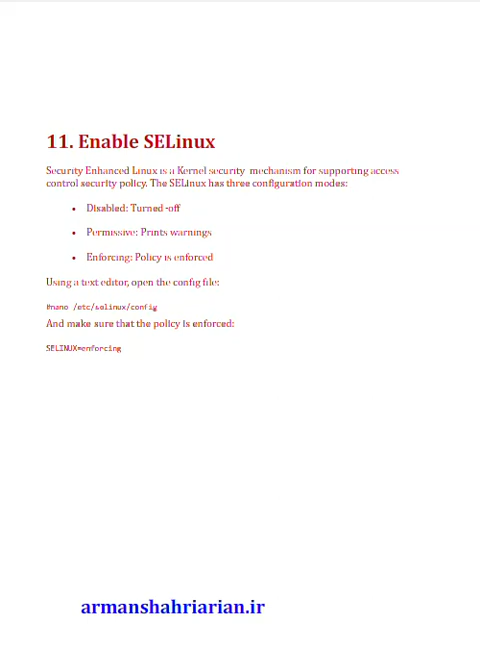 11. Enable SELinux
Security Enhanced Linux is a Kernel security mechanism for supporting access
control security policy. The SELinux has three configuration modes:
• Disabled: Turned-off
• Permissive: Prints warnings
• Enforcing: Policy is enforced
Using a text editor, open the config file:
#nano /etc/selinux/config
And make sure that the policy is enforced:
SELINUX=enforcing
armanshahriarian.ir